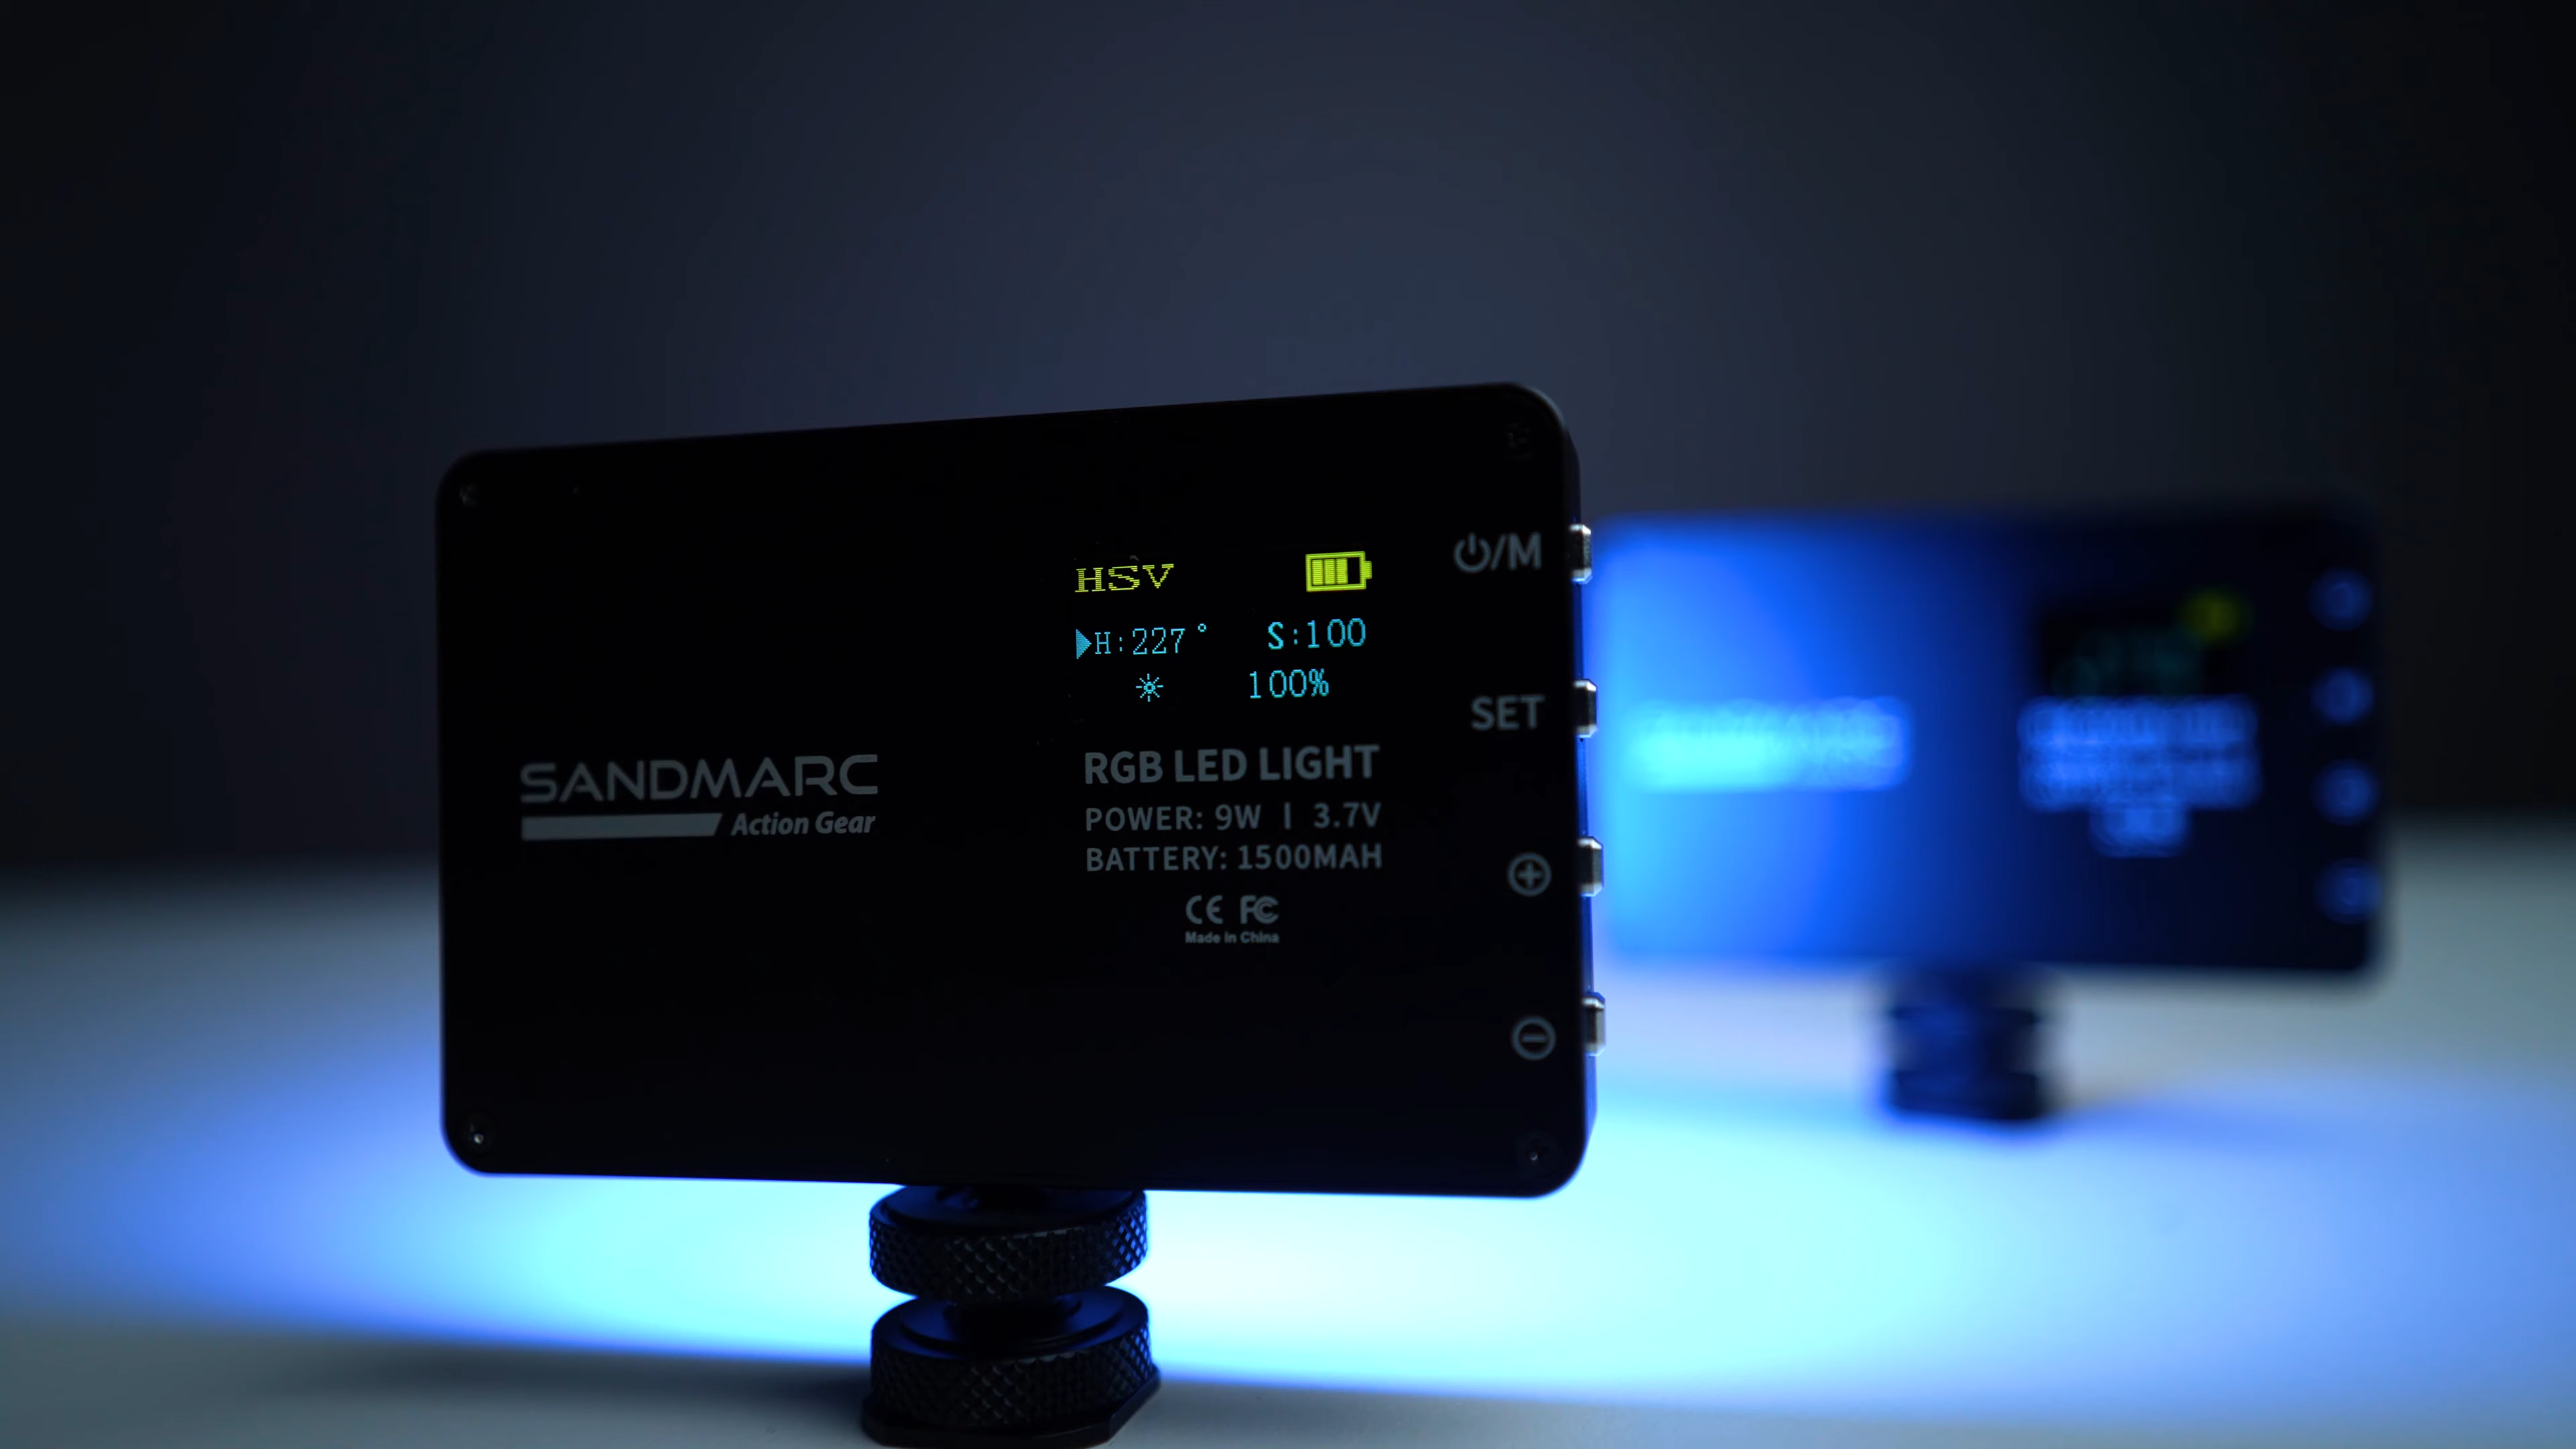 HSV
H:227° S:100
100%
/M
SET
SANDMARC
Action Gear
RGB LED LIGHT
POWER: 9W | 3.7V
BATTERY: 1500MAH
CE FC
Made in China